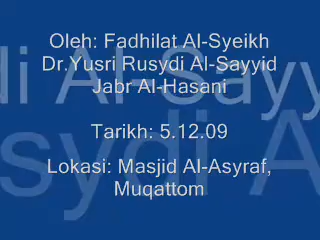 Oleh: Fadhilat Al-Syeikh
Dr.Yusri Rusydi Al-Sayyid
Jabr Al-Hasani
Tarikh: 5.12.09
Lokasi: Masjid Al-Asyraf,
Muqattom